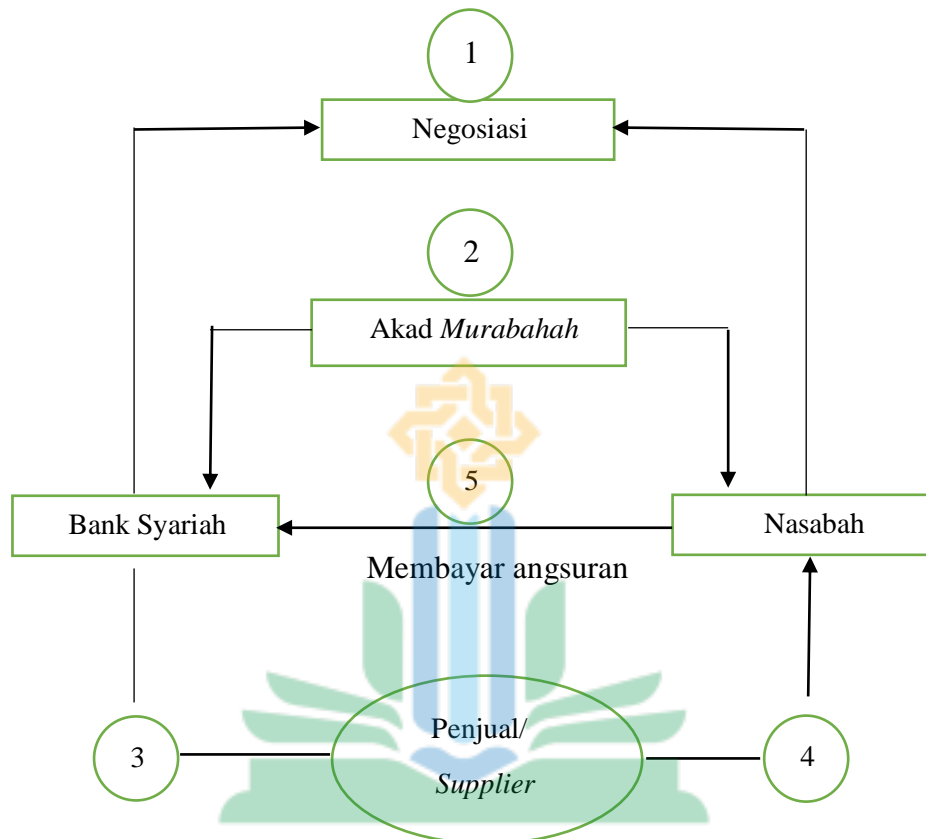 1
Negosiasi
2
Akad Murabahah
5
Bank Syariah
Nasabah
Membayar angsuran
3
Penjual/
Supplier
4